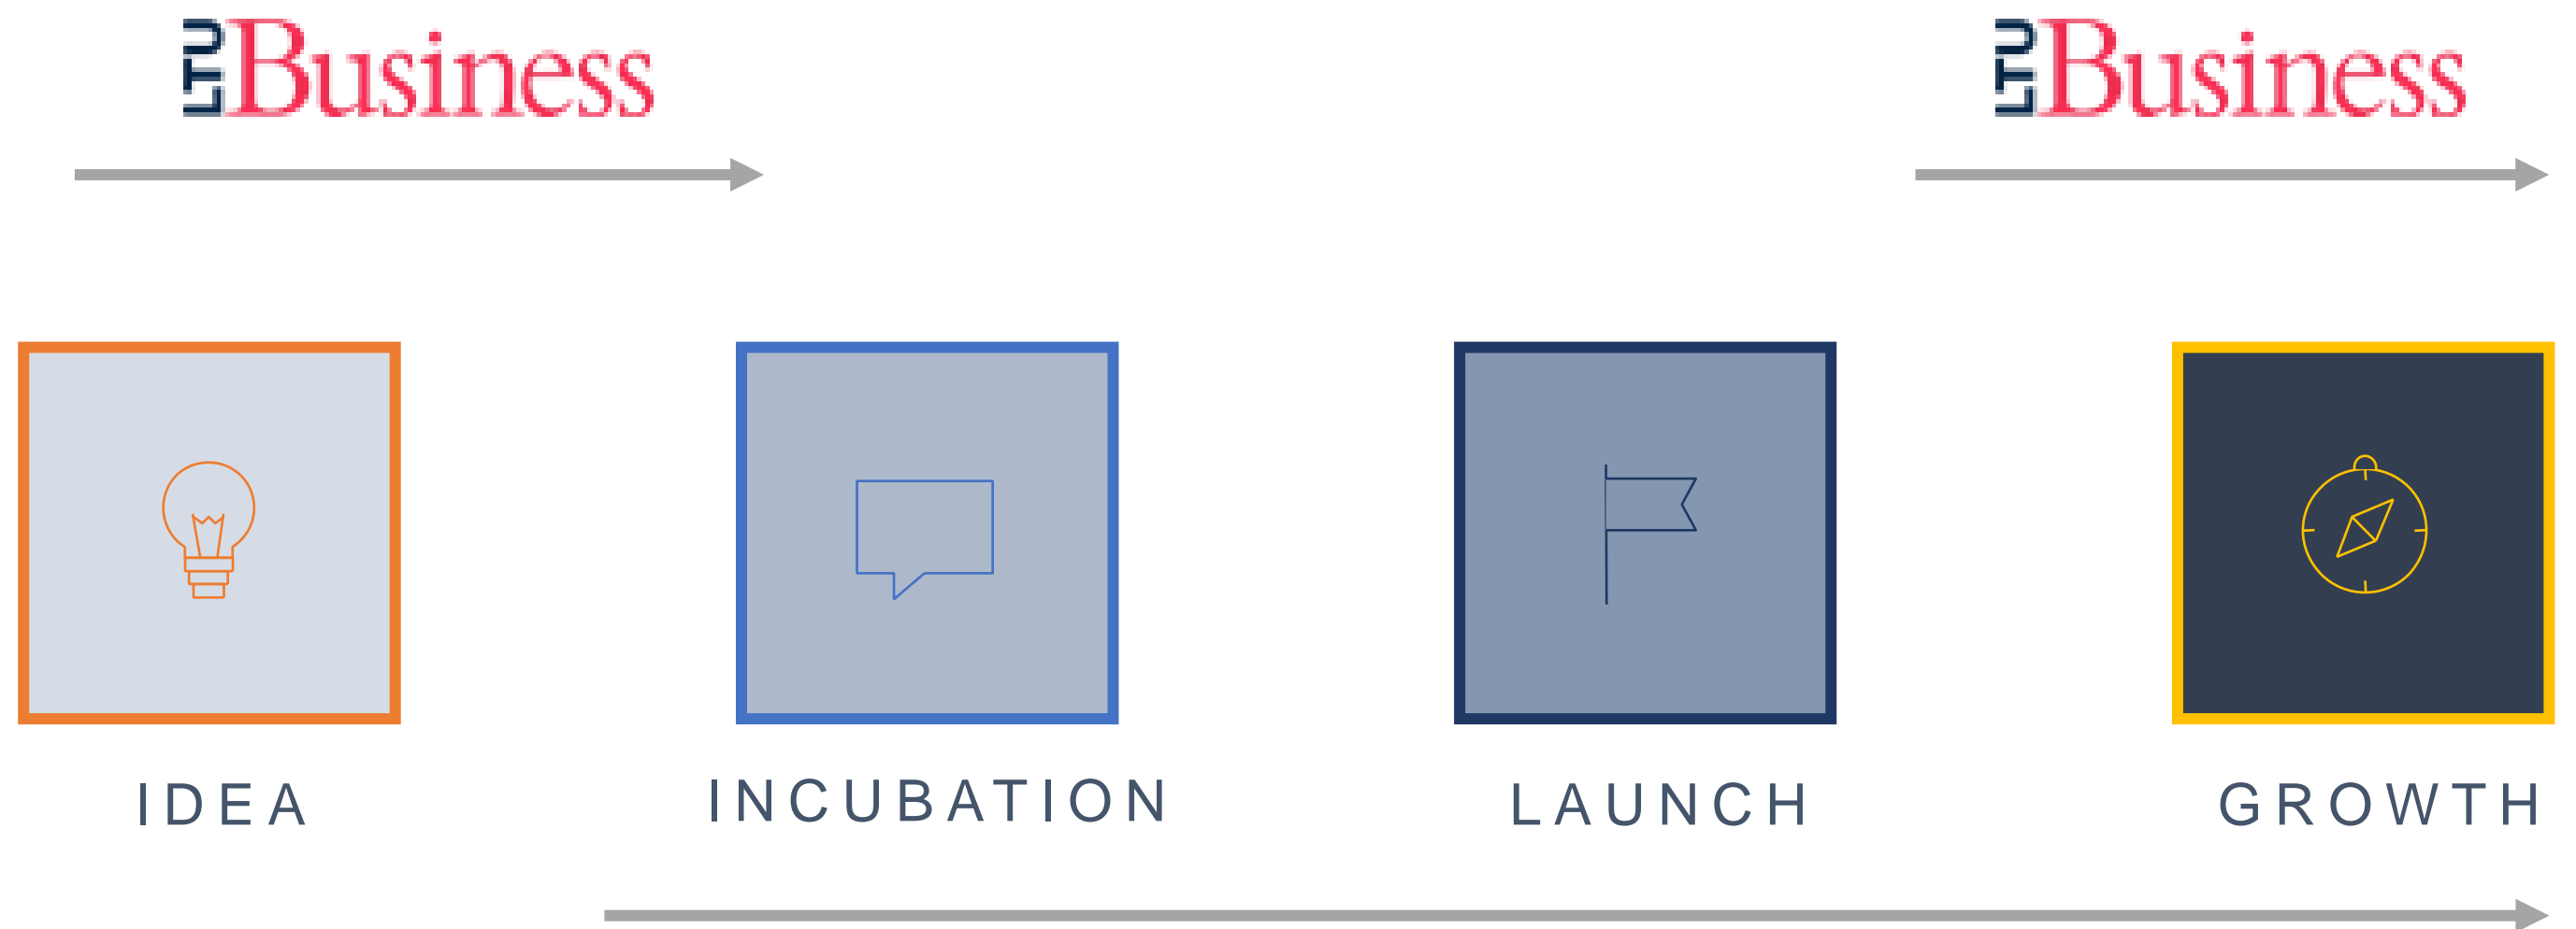 LTU Business
LTU Business
IDEA
INCUBATION
LAUNCH
GROWTH